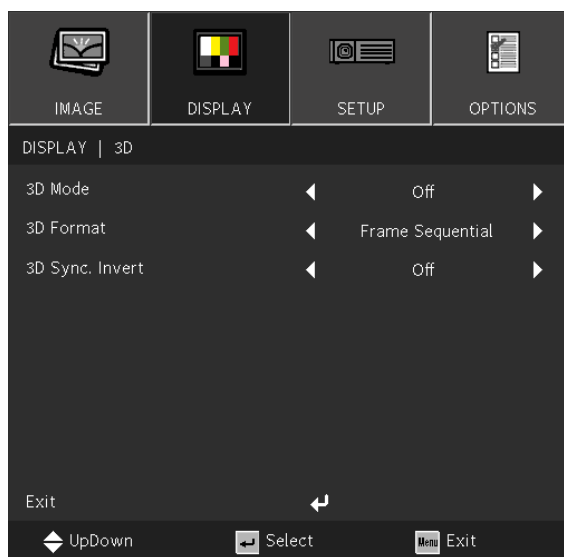 IMAGE DISPLAY SETUP OPTIONS
DISPLAY | 3D
3D Mode Off
3D Format Frame Sequential
3D Sync. Invert Off
Exit
UpDown Select Menu Exit